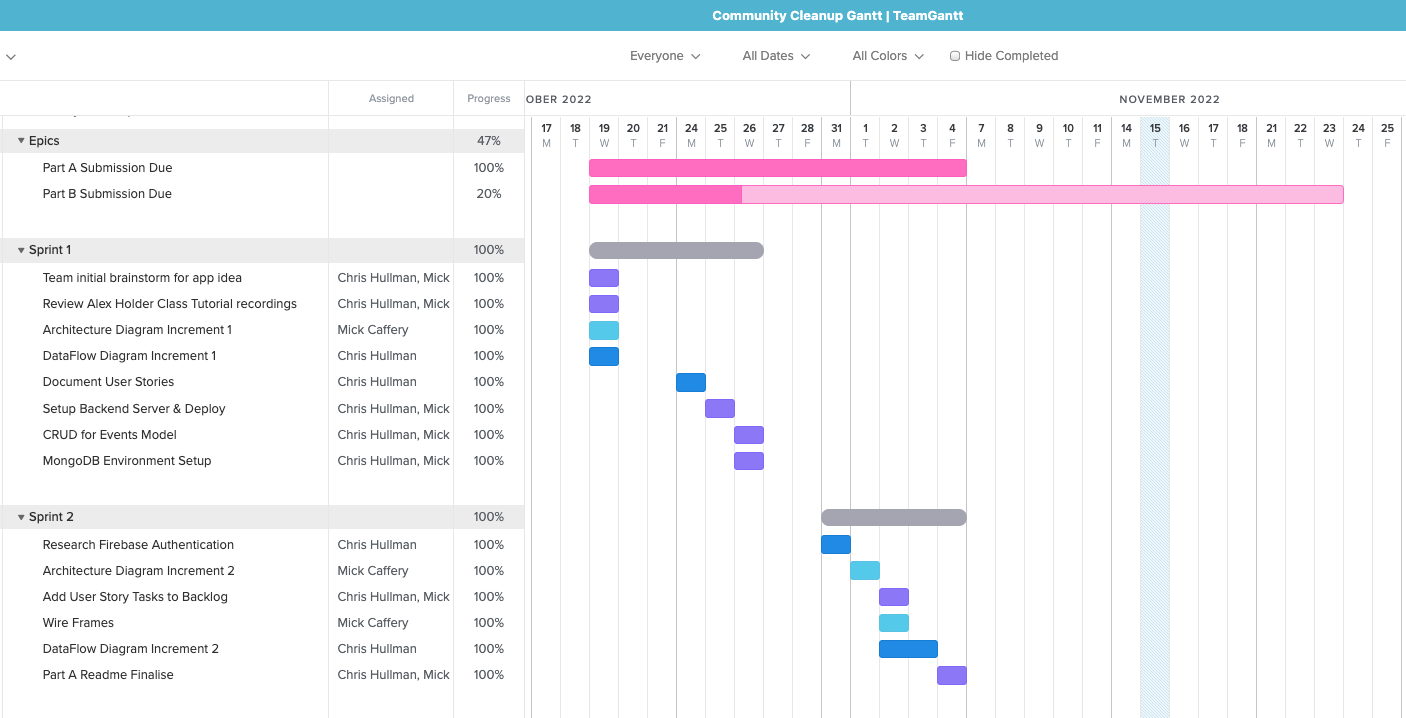 Community Cleanup Gantt | TeamGantt
Everyone All Dates All Colors Hide Completed
Assigned Progress OBER 2022 NOVEMBER 2022
17 18 19 20 21 24 25 26 27 28 31 1 2 3 4 7 8 9 10 11 14 15 16 17 18 21 22 23 24 25
M T W T F M T W T F M T W T F M T W T F M T W T F M T W T F
Epics 47%
Part A Submission Due 100%
Part B Submission Due 20%
Sprint 1 100%
Team initial brainstorm for app idea Chris Hullman, Mick 100%
Review Alex Holder Class Tutorial recordings Chris Hullman, Mick 100%
Architecture Diagram Increment 1 Mick Caffery 100%
DataFlow Diagram Increment 1 Chris Hullman 100%
Document User Stories Chris Hullman 100%
Setup Backend Server & Deploy Chris Hullman, Mick 100%
CRUD for Events Model Chris Hullman, Mick 100%
MongoDB Environment Setup Chris Hullman, Mick 100%
Sprint 2 100%
Research Firebase Authentication Chris Hullman 100%
Architecture Diagram Increment 2 Mick Caffery 100%
Add User Story Tasks to Backlog Chris Hullman, Mick 100%
Wire Frames Mick Caffery 100%
DataFlow Diagram Increment 2 Chris Hullman 100%
Part A Readme Finalise Chris Hullman, Mick 100%